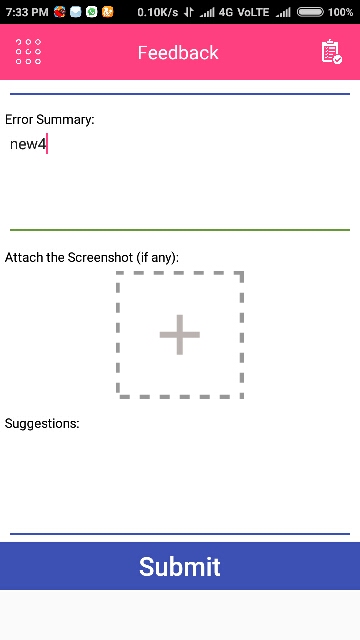 7:33 PM 0.10K/s 4G VoLTE 100%
Feedback
Error Summary:
new4
Attach the Screenshot (if any):
Suggestions:
Submit